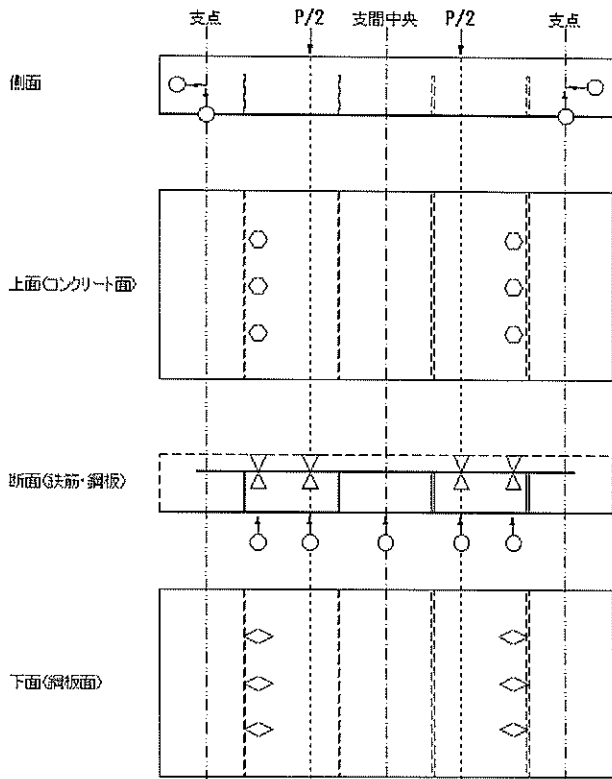 支点 P/2 支間中央 P/2 支点
側面
上面(コンクリート面)
断面(鉄筋・鋼板)
下面(鋼板面)